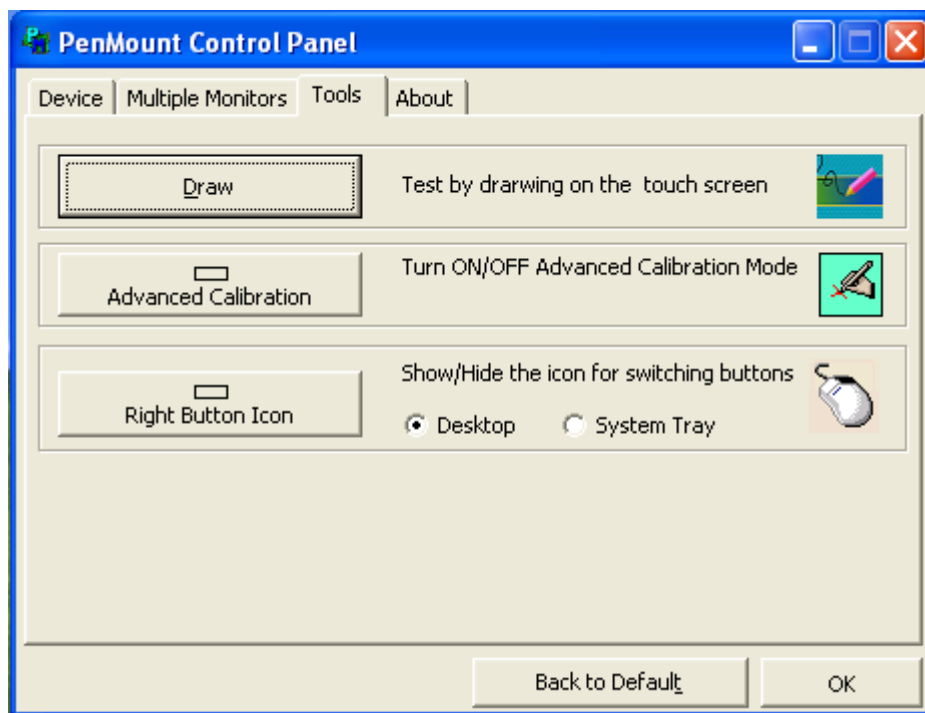 PenMount Control Panel
Device Multiple Monitors Tools About
Draw Test by drarwing on the touch screen
Advanced Calibration Turn ON/OFF Advanced Calibration Mode
Right Button Icon Show/Hide the icon for switching buttons
Desktop System Tray
Back to Default OK